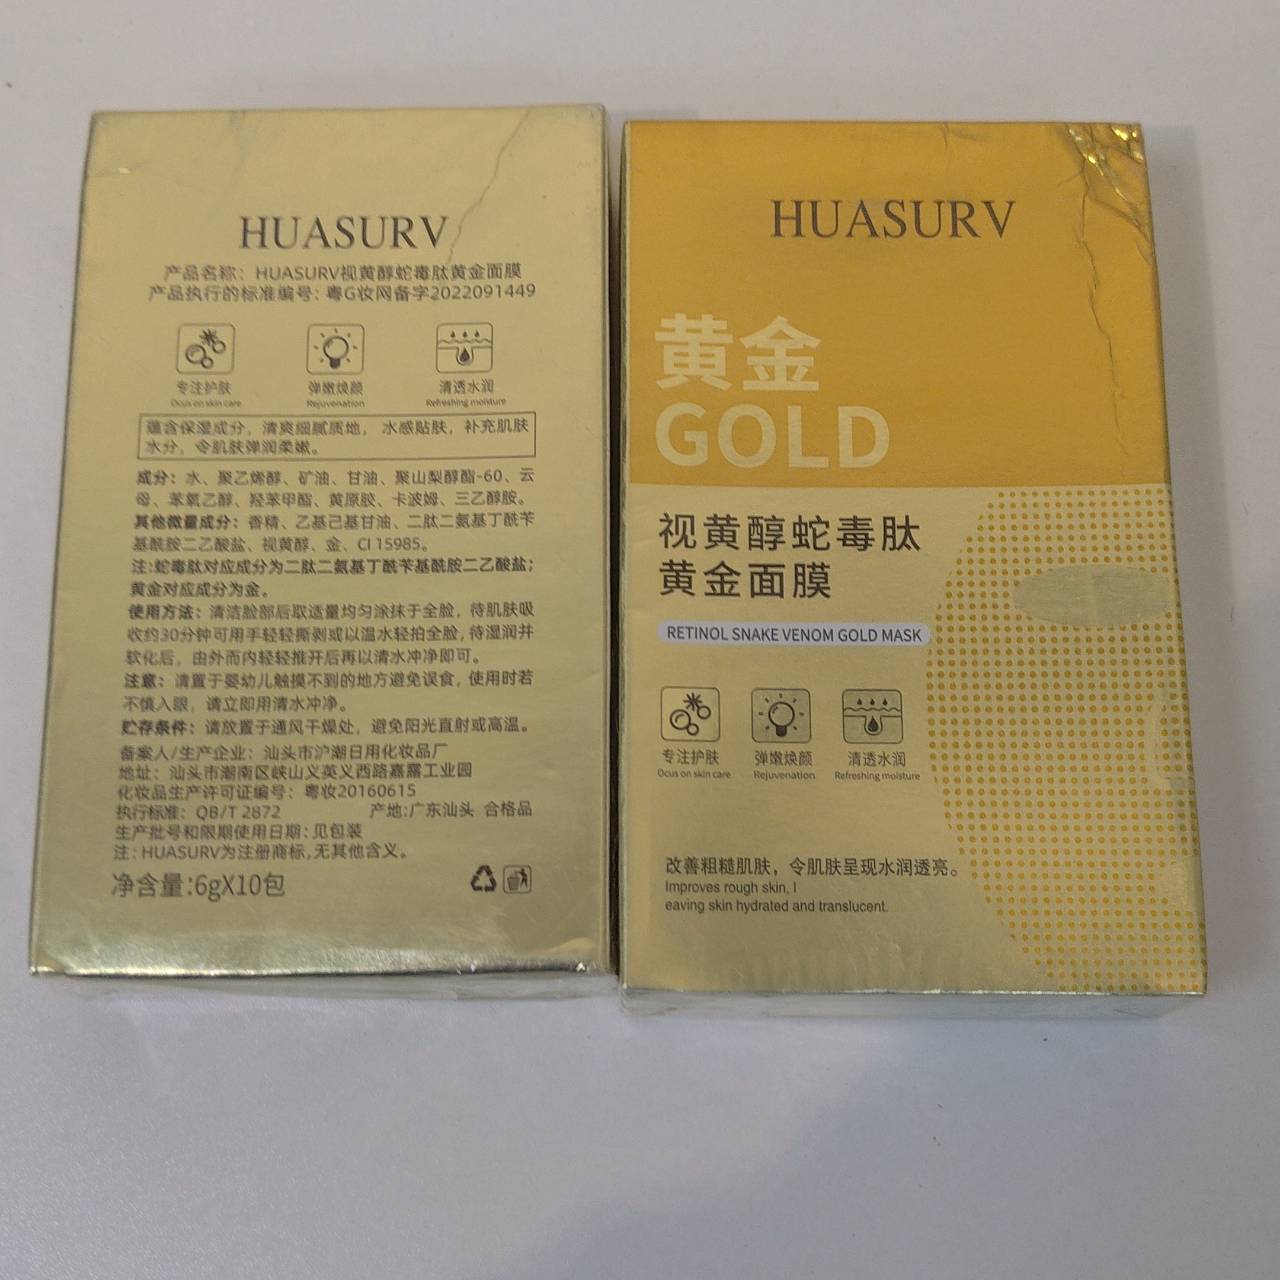 HUASURV
产品名称：HUASURV视黄醇蛇毒肽黄金面膜
产品执行的标准编号：粤G妆网备字2022091449
专注护肤
弹嫩焕颜
清透水润
Ocus on skin care
Rejuvenation
Refreshing moisture
蕴含保湿成分，清爽细腻质地， 水感贴肤，补充肌肤
水分，令肌肤弹润柔嫩。
成分：水、聚乙烯醇、矿油、甘油、聚山梨醇酯-60、云
母、苯氧乙醇、羟苯甲酯、黄原胶、卡波姆、三乙醇胺。
其他微量成分：香精、乙基己基甘油、二肽二氨基丁酰苄
基酰胺二乙酸盐、视黄醇、金、CI 15985。
注:蛇毒肽对应成分为二肽二氨基丁酰苄基酰胺二乙酸盐；
黄金对应成分为金。
使用方法：清洁脸部后取适量均匀涂抹于全脸，待肌肤吸
收约30分钟可用手轻轻撕剥或以温水轻拍全脸，待湿润并
软化后，由外而内轻轻推开后再以清水冲净即可。
注意：请置于婴幼儿触摸不到的地方避免误食，使用时若
不慎入眼，请立即用清水冲净。
贮存条件：请放置于通风干燥处，避免阳光直射或高温。
备案人/生产企业：汕头市沪潮日用化妆品厂
地址：汕头市潮南区峡山义英义西路嘉露工业园
化妆品生产许可证编号：粤妆20160615
执行标准：QB/T 2872 产地:广东汕头 合格品
生产批号和限期使用日期:见包装
注:HUASURV为注册商标,无其他含义。
净含量:6gX10包
HUASURV
黄金
GOLD
视黄醇蛇毒肽
黄金面膜
RETINOL SNAKE VENOM GOLD MASK
专注护肤
弹嫩焕颜
清透水润
Ocus on skin care
Rejuvenation
Refreshing moisture
改善粗糙肌肤，令肌肤呈现水润透亮。
Improves rough skin, l
eaving skin hydrated and translucent.